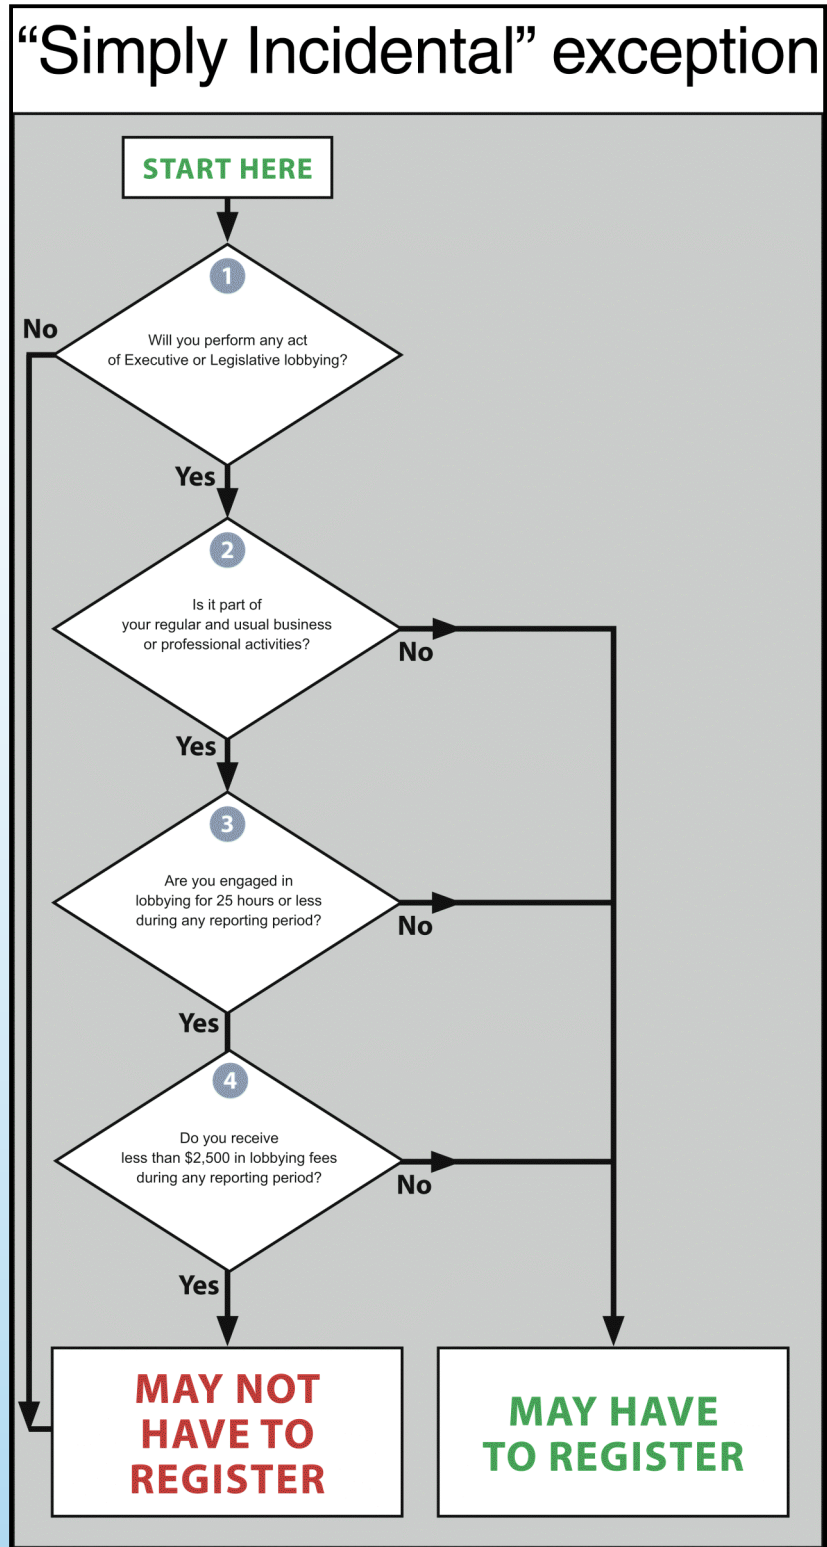 “Simply Incidental” exception
START HERE
1
Will you perform any act
of Executive or Legislative lobbying?
No
Yes
2
Is it part of
your regular and usual business
or professional activities?
No
Yes
3
Are you engaged in
lobbying for 25 hours or less
during any reporting period?
No
Yes
4
Do you receive
less than $2,500 in lobbying fees
during any reporting period?
No
Yes
MAY NOT
HAVE TO
REGISTER
MAY HAVE
TO REGISTER